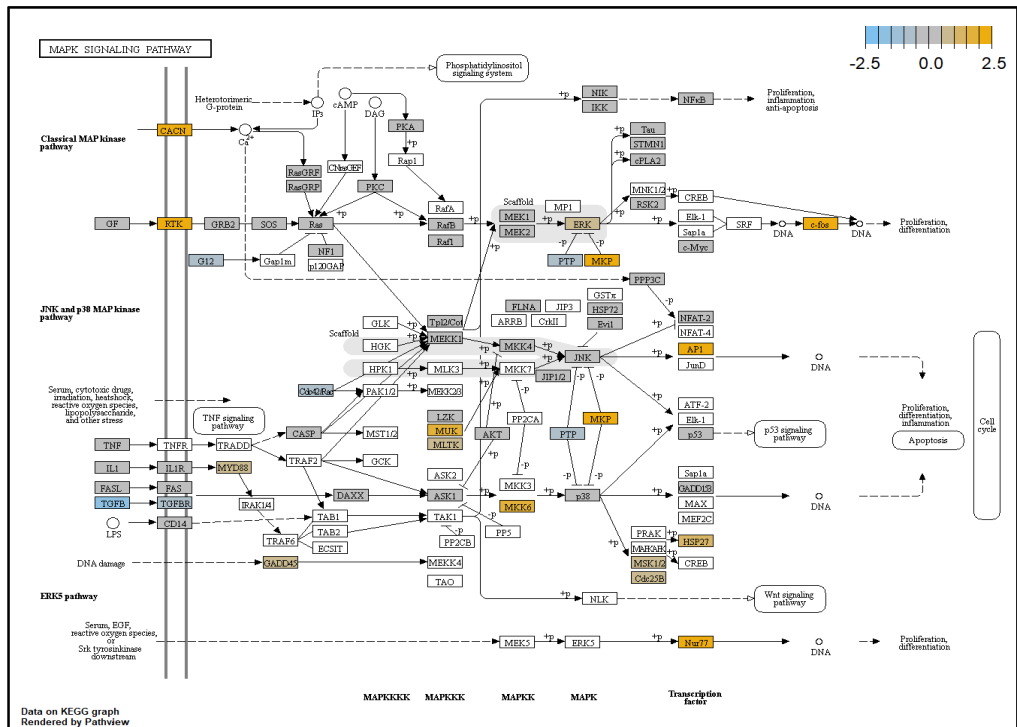 MAPK SIGNALING PATHWAY
-2.5 0.0 2.5
Phosphatidylinositol
signaling system
Heterotorimeric
G-protein
IP3
cAMP
DAG
Ca2+
Classical MAP kinase
pathway
CACN
PKA
Rap1
CNrasGEF
RasGRF
RasGRP
PKC
NIK
IKK
NFκB
Proliferation,
inflammation
anti-apoptosis
Tau
STMN1
cPLA2
MNK1/2
RSK2
CREB
Elk-1
Sap1a
c-Myc
SRF
DNA
c-fos
DNA
Proliferation,
differentiation
GF
RTK
GRB2
SOS
Ras
G12
Gap1m
NF1
p120GAP
RafA
RafB
Raf1
Scaffold
MEK1
MEK2
MP1
ERK
PTP
MKP
PPP3C
JNK and p38 MAP kinase
pathway
Scaffold
GLK
HGK
HPK1
Tpl2/Cot
MEKK1
MLK3
PAK1/2
MEKK2/3
Cdc42/Rac
FLNA
ARRB
JIP3
CrkII
GSTπ
HSP72
Evi1
MKK4
MKK7
JNK
JIP1/2
NFAT-2
NFAT-4
AP1
JunD
DNA
Serum, cytotoxic drugs,
irradiation, heatshock,
reactive oxygen species,
lipopolysaccharide,
and other stress
TNF signaling
pathway
LZK
MUK
MLTK
AKT
PP2CA
PTP
MKP
ATF-2
Elk-1
p53
p53 signaling
pathway
Proliferation,
differentiation,
inflammation
Apoptosis
Cell
cycle
TNF
TNFR
TRADD
CASP
MST1/2
GCK
TRAF2
ASK2
MKK3
IL1
IL1R
MYD88
FASL
FAS
DAXX
ASK1
MKK6
p38
Sap1a
GADD153
MAX
MEF2C
DNA
TGFB
TGFBR
IRAK1/4
LPS
CD14
TAB1
TAB2
ECSIT
TRAF6
TAK1
PP2CB
PP5
PRAK
MAPKAPK
MSK1/2
Cdc25B
HSP27
CREB
DNA damage
GADD45
MEKK4
TAO
ERK5 pathway
NLK
Wnt signaling
pathway
Serum, EGF,
reactive oxygen species,
or
Srk tyrosinkinase
downstream
MEK5
ERK5
Nur77
DNA
Proliferation,
differentiation
MAPKKKK
MAPKKK
MAPKK
MAPK
Transcription
factor
Data on KEGG graph
Rendered by Pathview